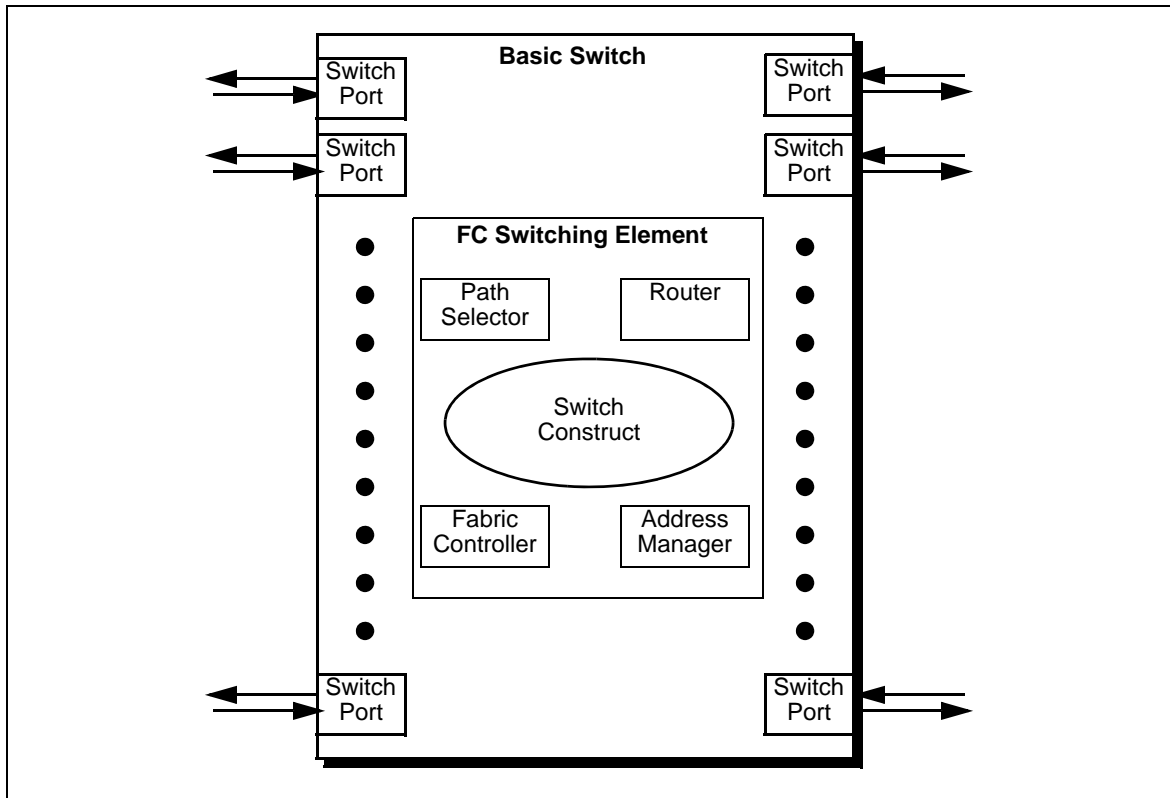 Basic Switch
Switch
Port
Switch
Port
Switch
Port
Switch
Port
FC Switching Element
Path
Selector
Router
Switch
Construct
Fabric
Controller
Address
Manager
Switch
Port
Switch
Port